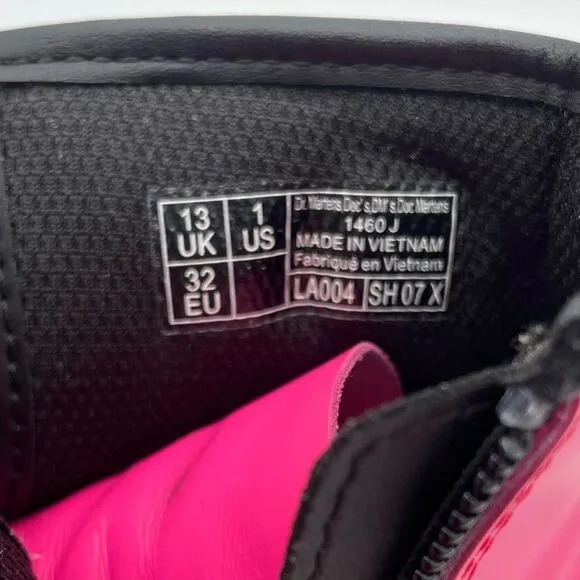 13 UK
1 US
32 EU
Dr. Martens,Doc's,DM's.Doc Martens
1460 J
MADE IN VIETNAM
Fabriqué en Vietnam
LA004
SH 07 X